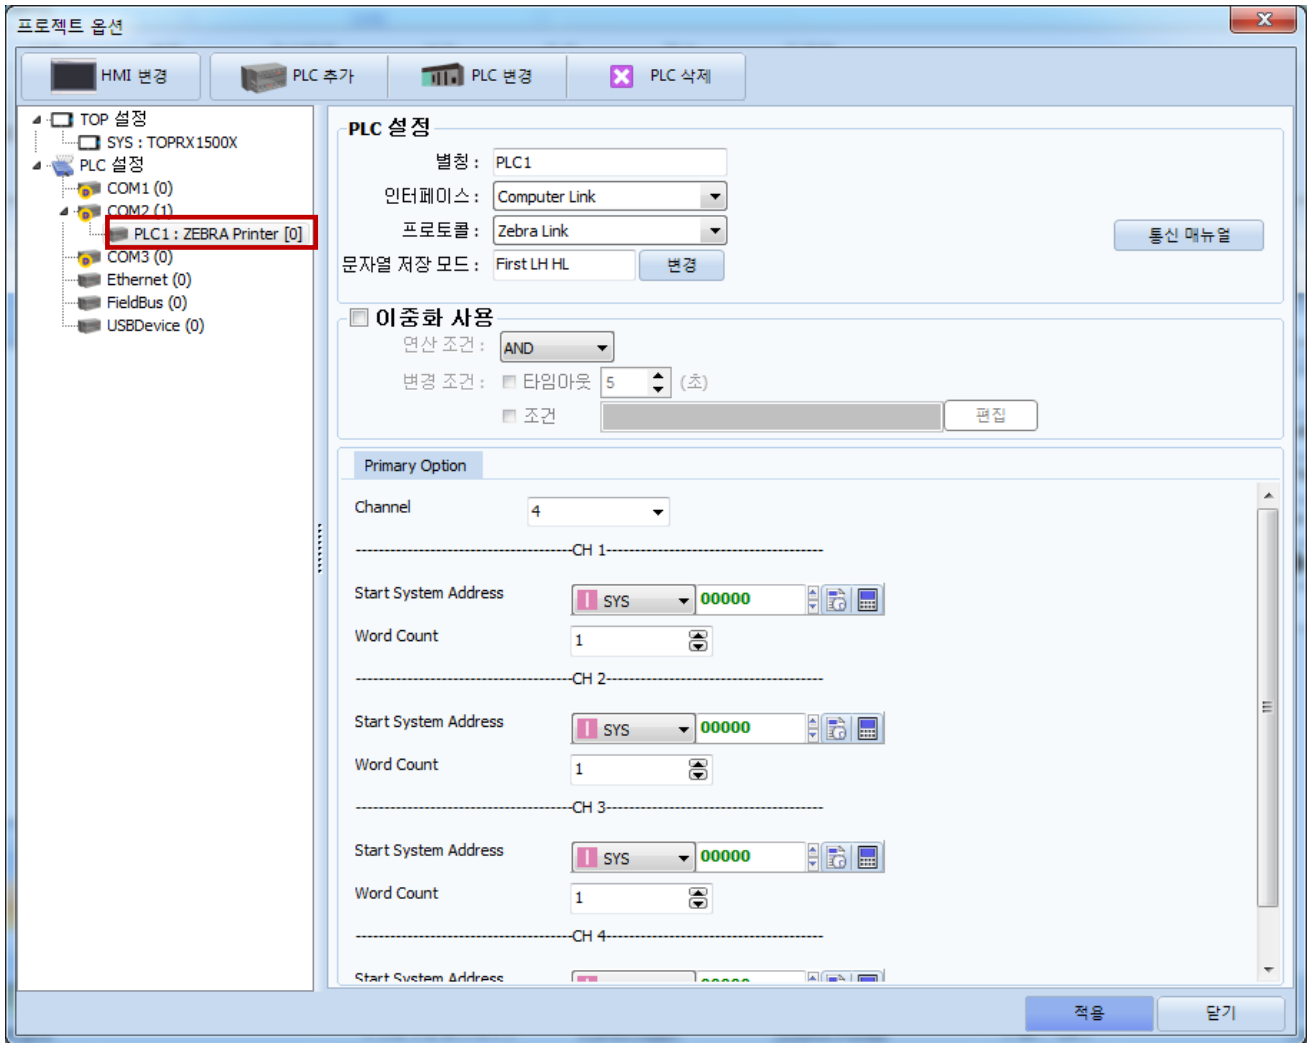 프로젝트 옵션
HMI 변경
PLC 추가
PLC 변경
PLC 삭제
TOP 설정
SYS : TOPRX1500X
PLC 설정
COM1 (0)
COM2 (1)
PLC1 : ZEBRA Printer [0]
COM3 (0)
Ethernet (0)
FieldBus (0)
USBDevice (0)
PLC 설정
별칭 : PLC1
인터페이스 : Computer Link
프로토콜 : Zebra Link
통신 매뉴얼
문자열 저장 모드 : First LH HL 변경
이중화 사용
연산 조건 : AND
변경 조건 : 타임아웃 5 (초)
조건 편집
Primary Option
Channel 4
CH 1
Start System Address I SYS 00000
Word Count 1
CH 2
Start System Address I SYS 00000
Word Count 1
CH 3
Start System Address I SYS 00000
Word Count 1
CH 4
Start System Address 00000
적용
닫기